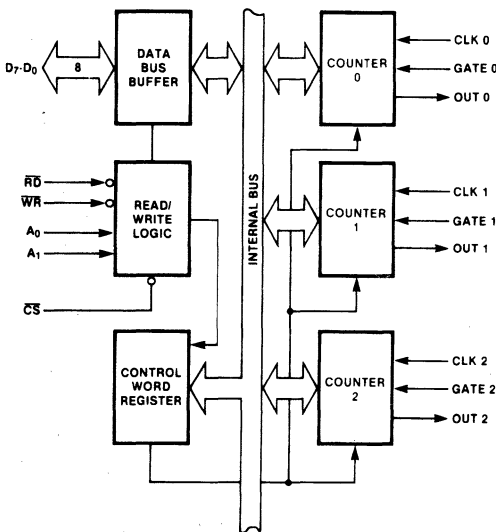 D7-D0
8
DATA
BUS
BUFFER
COUNTER
0
CLK 0
GATE 0
OUT 0
RD
WR
A0
A1
CS
READ/
WRITE
LOGIC
INTERNAL BUS
COUNTER
1
CLK 1
GATE 1
OUT 1
CONTROL
WORD
REGISTER
COUNTER
2
CLK 2
GATE 2
OUT 2